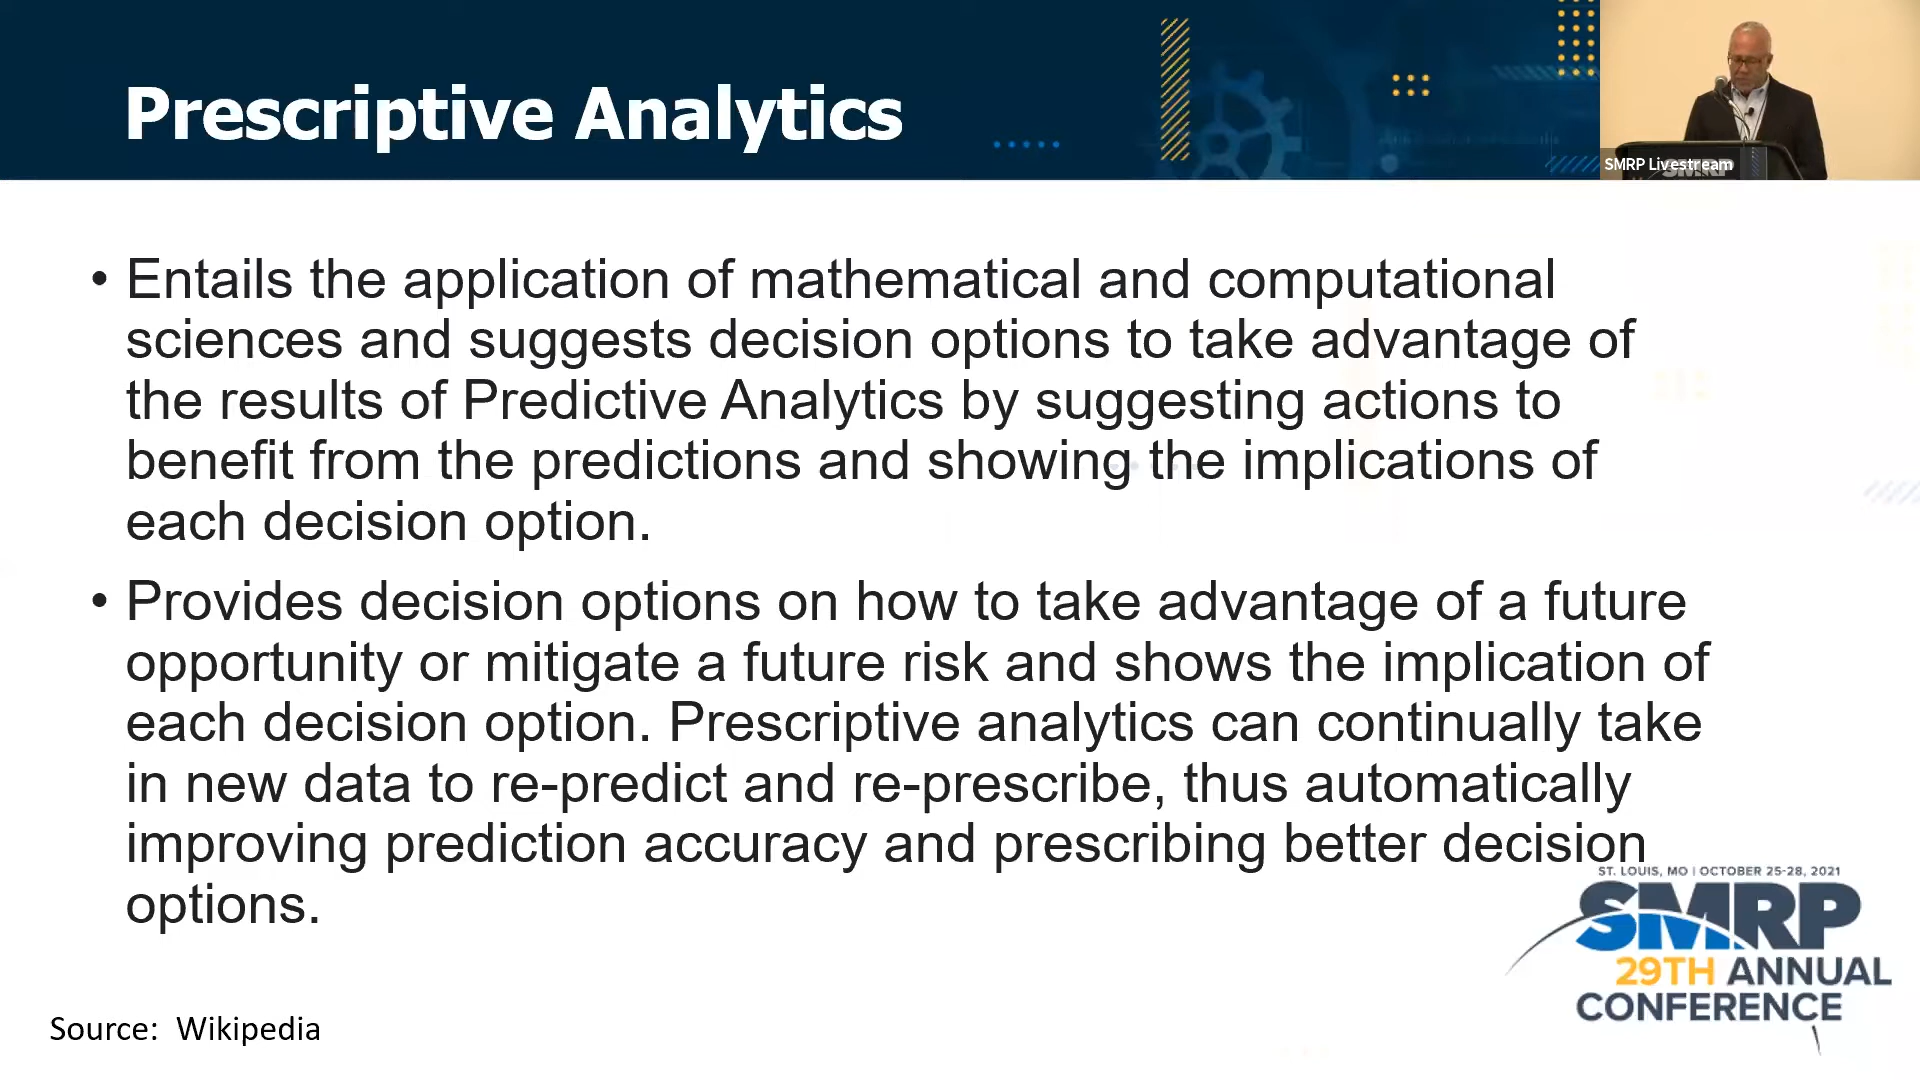 Prescriptive Analytics
SMRP Livestream
SMRP
• Entails the application of mathematical and computational
sciences and suggests decision options to take advantage of
the results of Predictive Analytics by suggesting actions to
benefit from the predictions and showing the implications of
each decision option.
• Provides decision options on how to take advantage of a future
opportunity or mitigate a future risk and shows the implication of
each decision option. Prescriptive analytics can continually take
in new data to re-predict and re-prescribe, thus automatically
improving prediction accuracy and prescribing better decision
options.
ST. LOUIS, MO | OCTOBER 25-28, 2021
SMRP
29TH ANNUAL
CONFERENCE
Source: Wikipedia